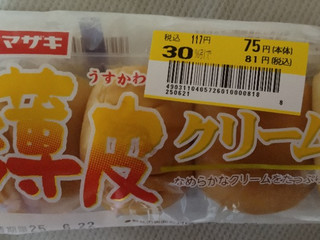 マザキ
うすかわ
薄皮
クリーム
なめらかなクリームをたっぷ
税込 117円
30
75円(本体)
81円(税込)
250621